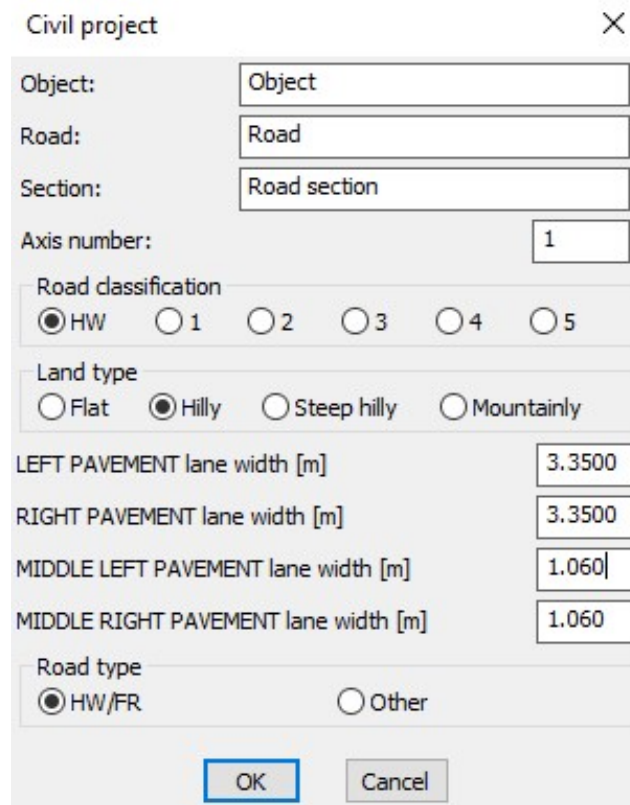 Civil project
Object: Object
Road: Road
Section: Road section
Axis number: 1
Road classification
HW 1 2 3 4 5
Land type
Flat Hilly Steep hilly Mountainly
LEFT PAVEMENT lane width [m] 3.3500
RIGHT PAVEMENT lane width [m] 3.3500
MIDDLE LEFT PAVEMENT lane width [m] 1.060
MIDDLE RIGHT PAVEMENT lane width [m] 1.060
Road type
HW/FR Other
OK Cancel